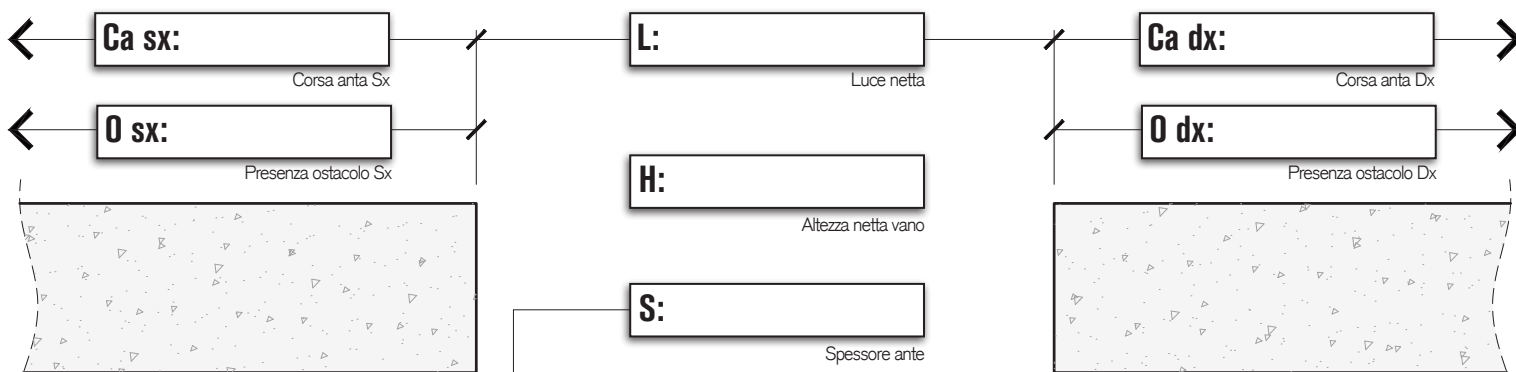 Ca sx:
Corsa anta Sx
L:
Luce netta
Ca dx:
Corsa anta Dx
O sx:
Presenza ostacolo Sx
O dx:
Presenza ostacolo Dx
H:
Altezza netta vano
S:
Spessore ante